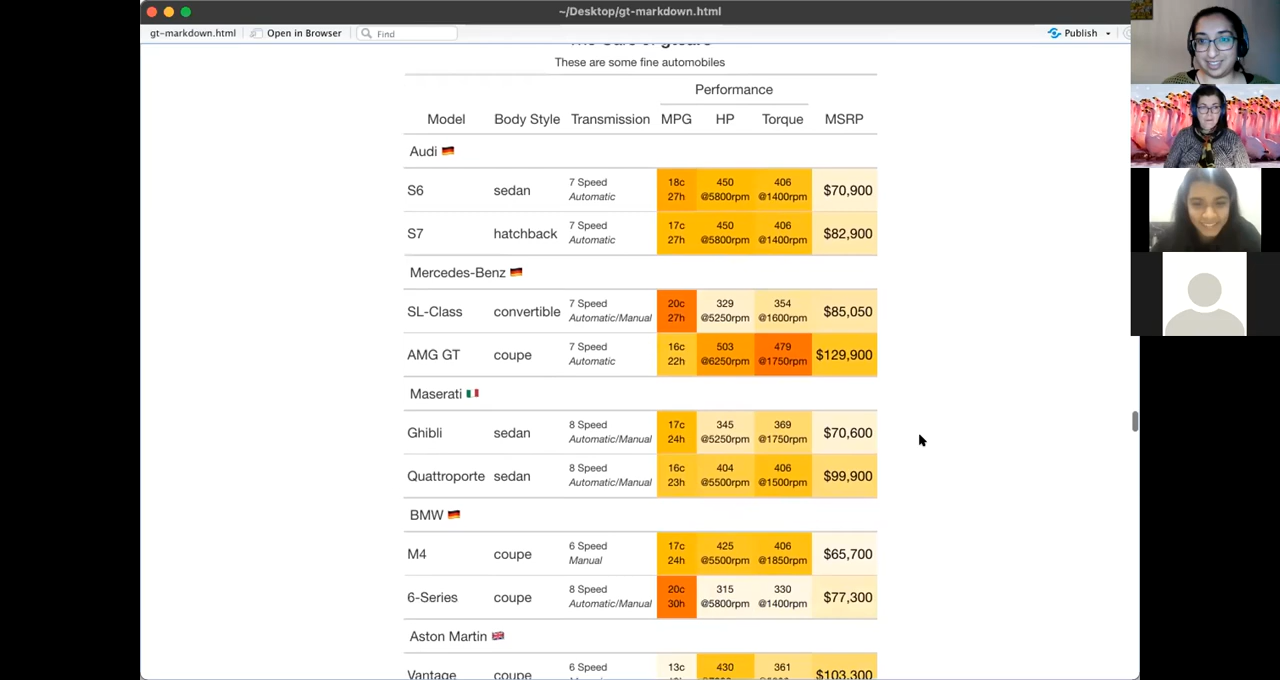 ~/Desktop/gt-markdown.html
gt-markdown.html Open in Browser Find Publish
The Cars of gtcars
These are some fine automobiles
Performance
Model Body Style Transmission MPG HP Torque MSRP
Audi 🇩🇪
S6 sedan 7 Speed Automatic 18c 27h 450 @5800rpm 406 @1400rpm $70,900
S7 hatchback 7 Speed Automatic 17c 27h 450 @5800rpm 406 @1400rpm $82,900
Mercedes-Benz 🇩🇪
SL-Class convertible 7 Speed Automatic/Manual 20c 27h 329 @5250rpm 354 @1600rpm $85,050
AMG GT coupe 7 Speed Automatic 16c 22h 503 @6250rpm 479 @1750rpm $129,900
Maserati 🇮🇹
Ghibli sedan 8 Speed Automatic/Manual 17c 24h 345 @5250rpm 369 @1750rpm $70,600
Quattroporte sedan 8 Speed Automatic/Manual 16c 23h 404 @5500rpm 406 @1500rpm $99,900
BMW 🇩🇪
M4 coupe 6 Speed Manual 17c 24h 425 @5500rpm 406 @1850rpm $65,700
6-Series coupe 8 Speed Automatic/Manual 20c 30h 315 @5800rpm 330 @1400rpm $77,300
Aston Martin 🇬🇧
Vantage coupe 6 Speed 13c 430 361 $103,300